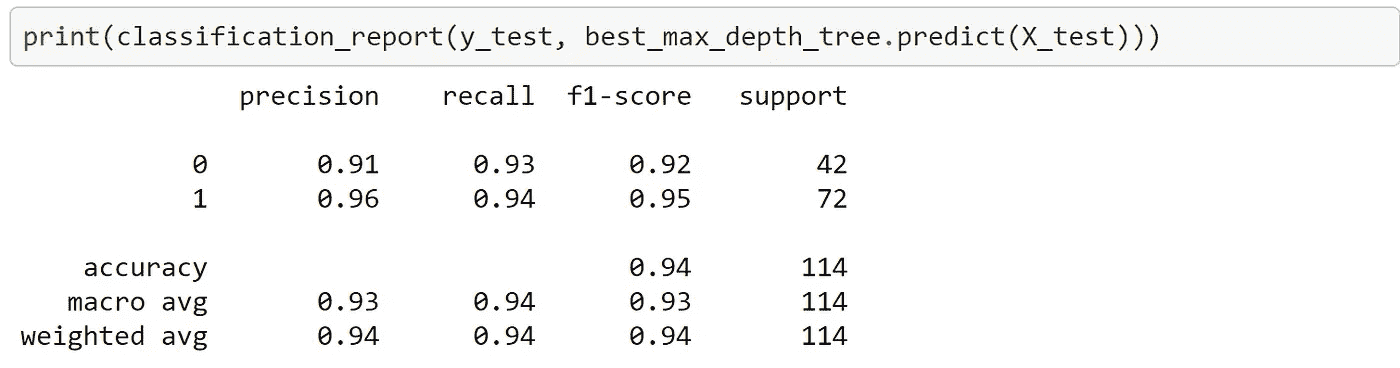 print(classification_report(y_test, best_max_depth_tree.predict(X_test)))
precision recall f1-score support
0 0.91 0.93 0.92 42
1 0.96 0.94 0.95 72
accuracy 0.94 114
macro avg 0.93 0.94 0.93 114
weighted avg 0.94 0.94 0.94 114